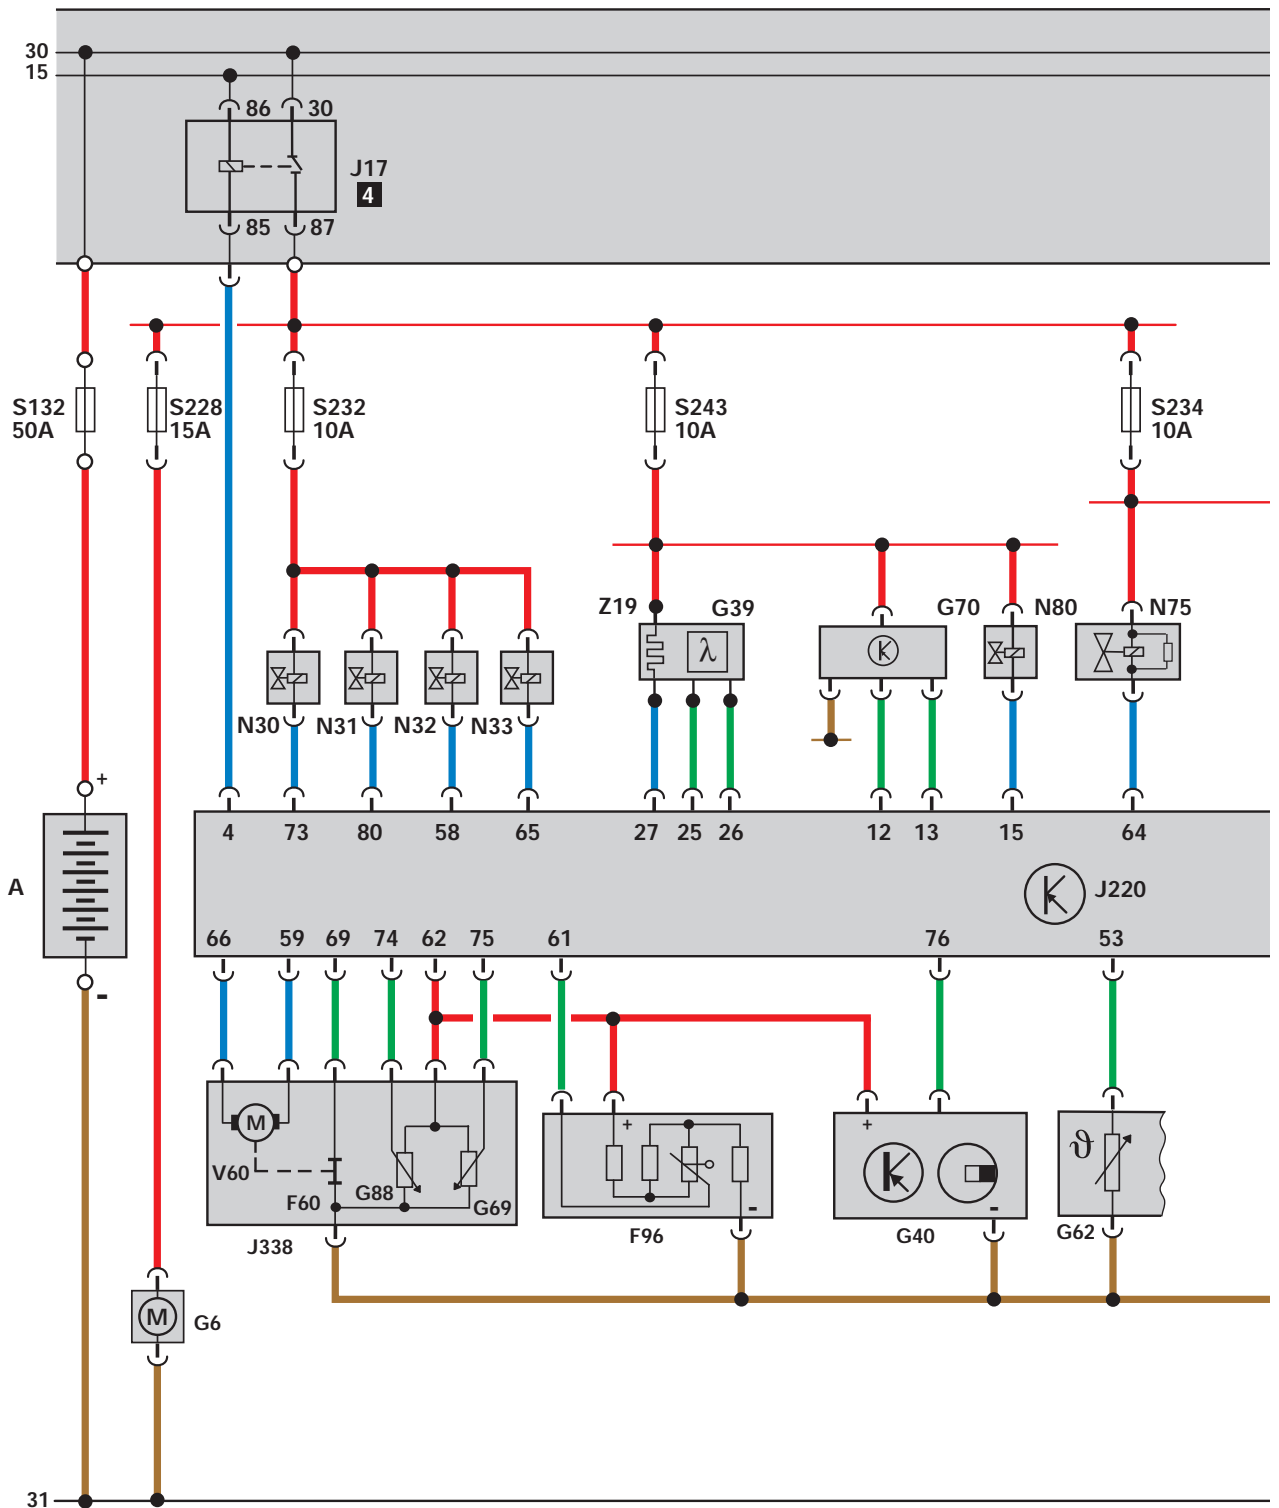 30
15
86 30
J17
4
85 87
S132
50A
S228
15A
S232
10A
S243
10A
S234
10A
Z19 G39 G70 N80 N75
λ
N30 N31 N32 N33
+
4 73 80 58 65 27 25 26 12 13 15 64
A
J220
66 59 69 74 62 75 61 76 53
-
M
V60
F60
G88
G69
J338
+
-
F96
+
-
G40
ϑ
G62
M
G6
31